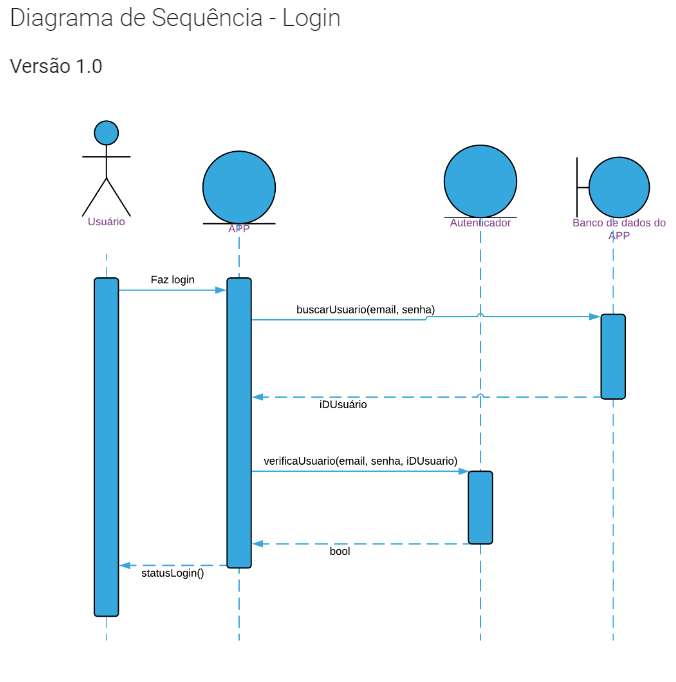 Diagrama de Sequência - Login
Versão 1.0
Usuário
APP
Autenticador
Banco de dados do
APP
Faz login
buscarUsuario(email, senha)
iDUsuário
verificaUsuario(email, senha, iDUsuario)
bool
statusLogin()